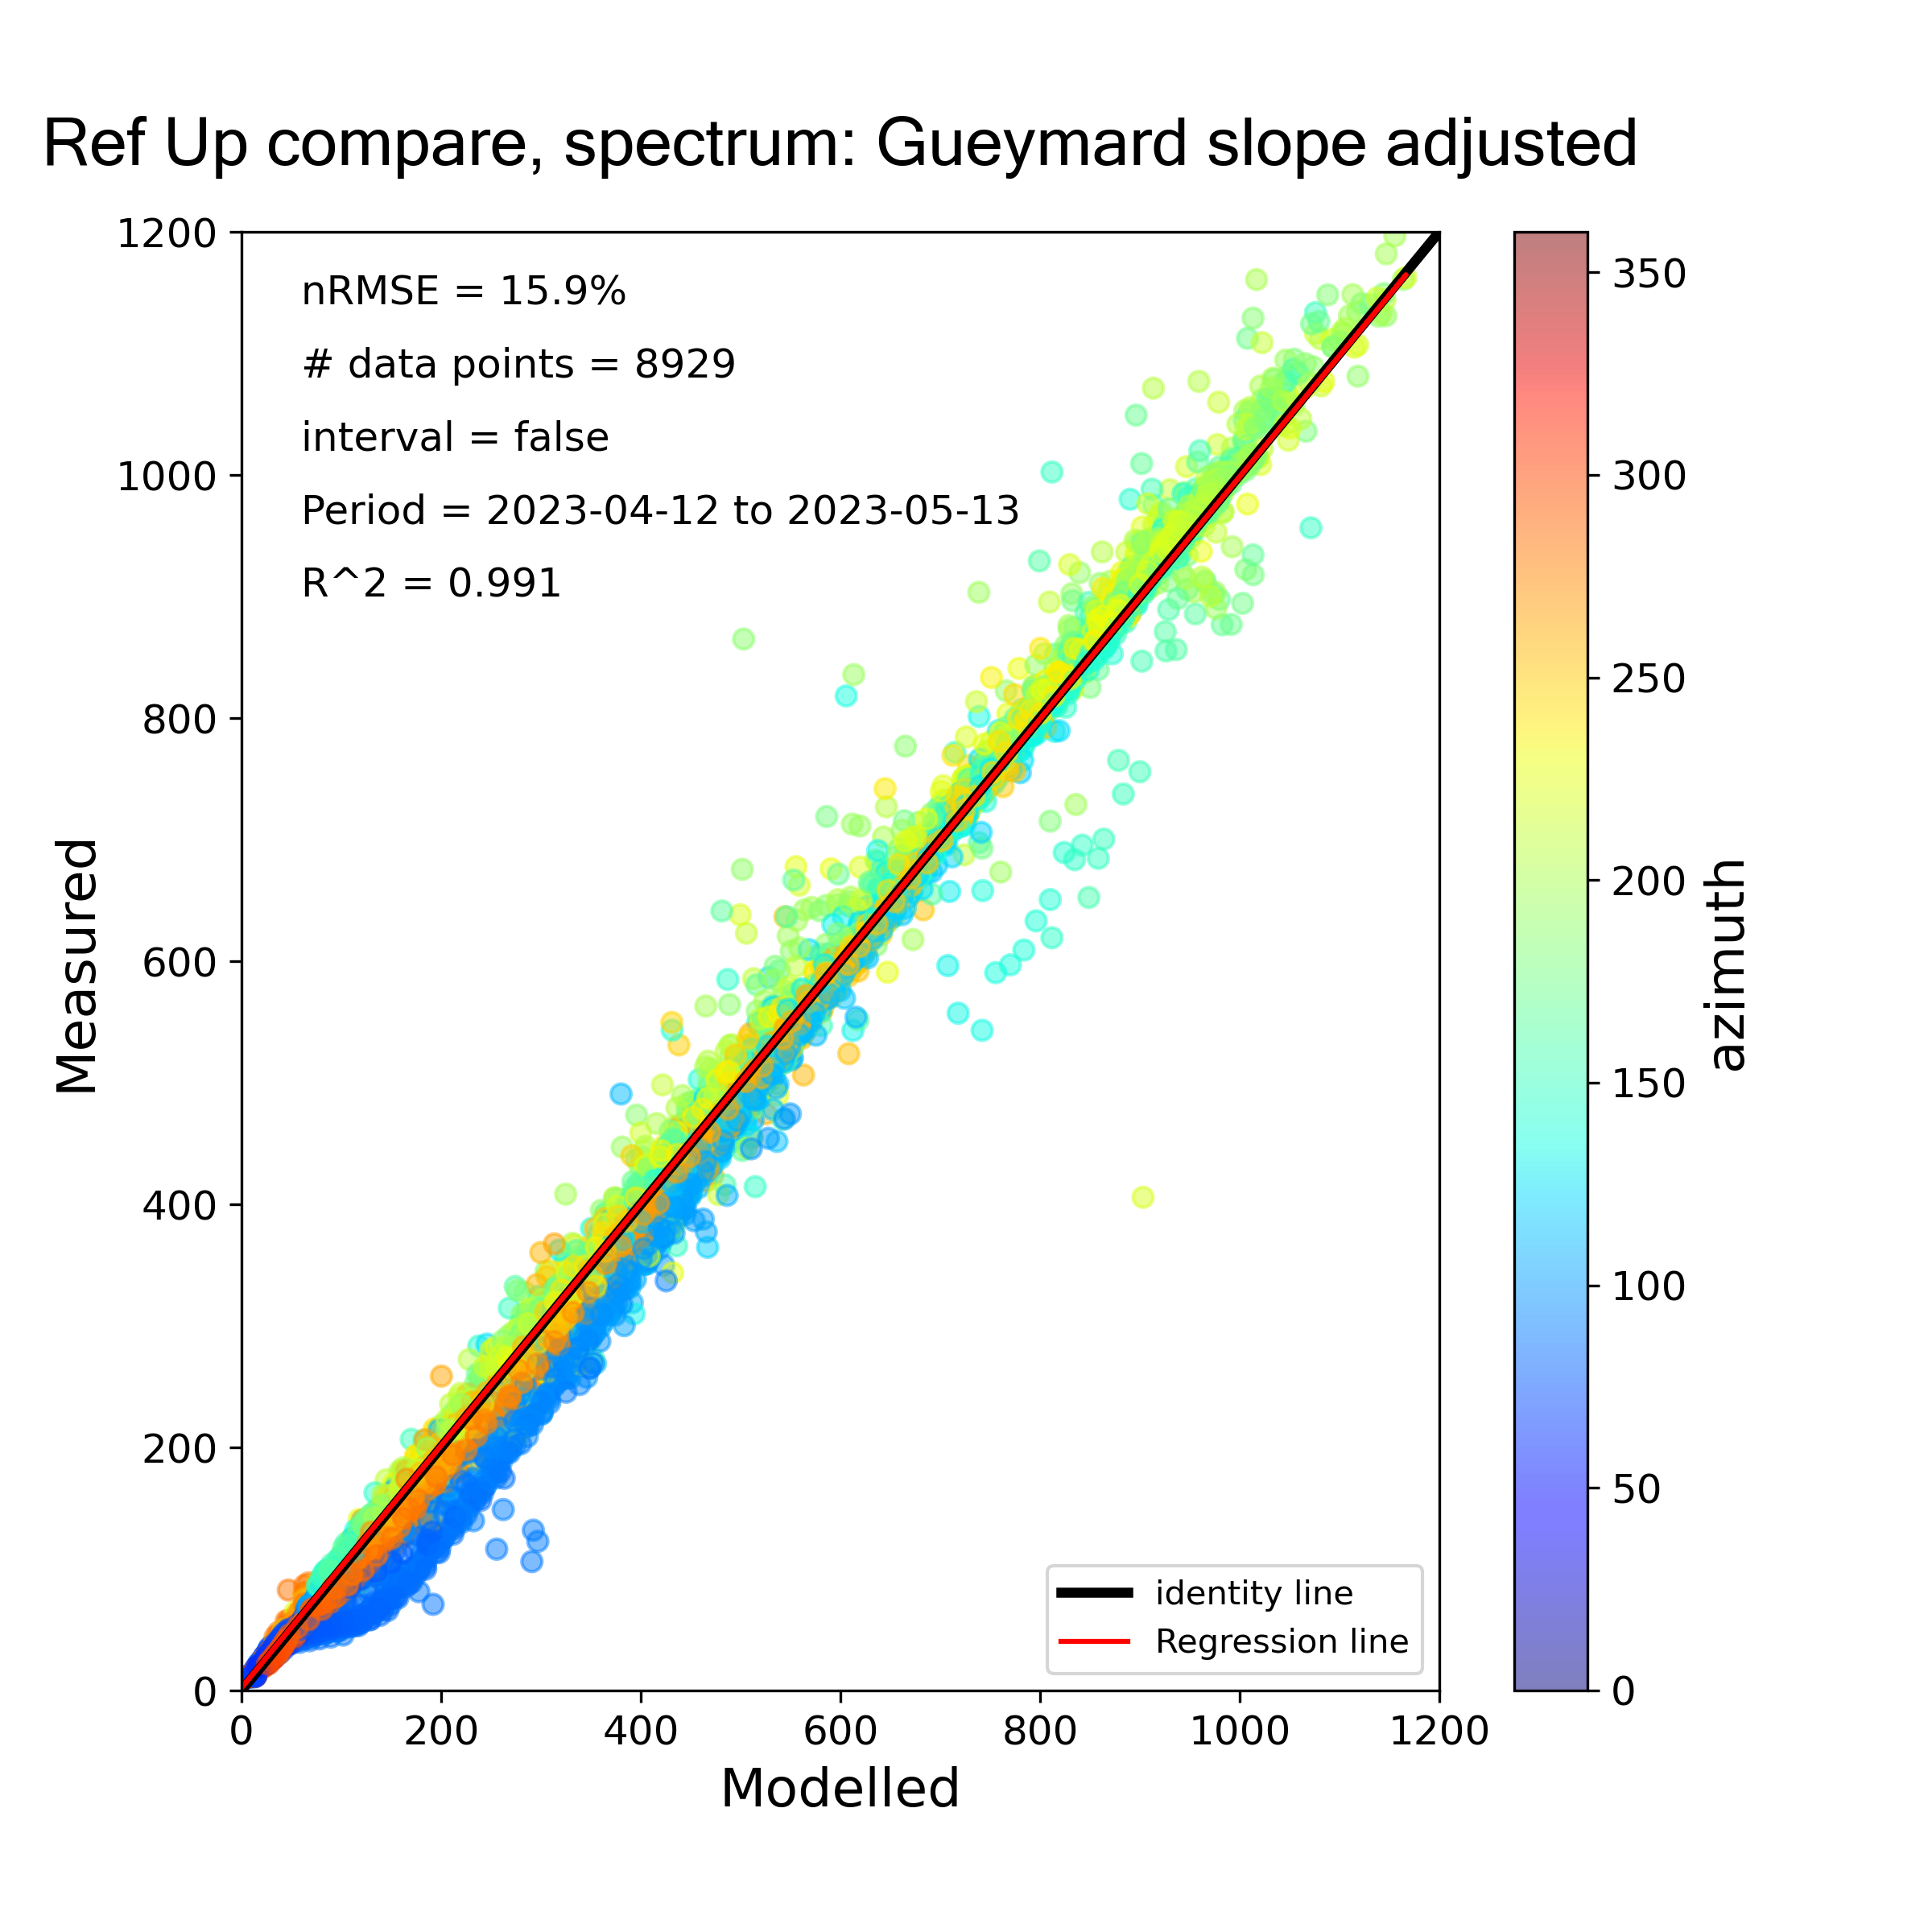 Ref Up compare, spectrum: Gueymard slope adjusted
nRMSE = 15.9%
# data points = 8929
interval = false
Period = 2023-04-12 to 2023-05-13
R^2 = 0.991
1200
1000
800
600
400
200
0
Measured
0
200
400
600
800
1000
1200
Modelled
identity line
Regression line
350
300
250
200
150
100
50
0
azimuth